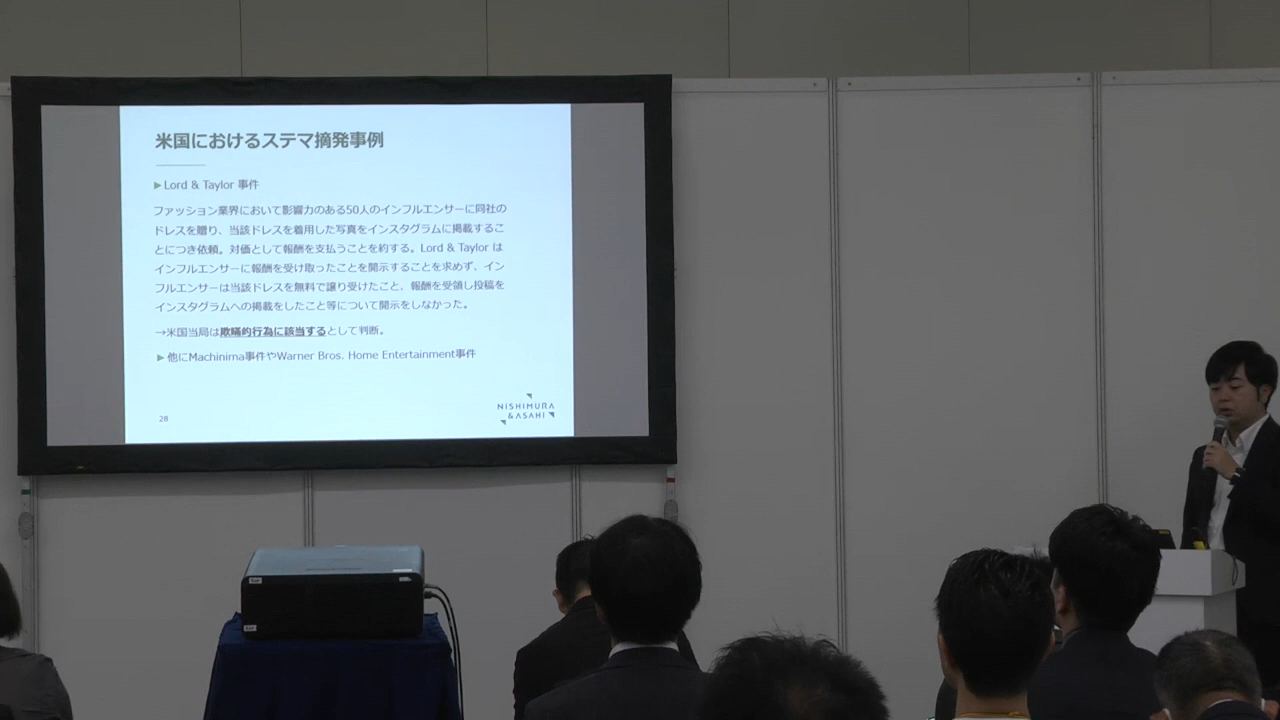 米国におけるステマ摘発事例
▶Lord & Taylor 事件
ファッション業界において影響力のある50人のインフルエンサーに同社の
ドレスを贈り、当該ドレスを着用した写真をインスタグラムに掲載するこ
とにつき依頼。対価として報酬を支払うことを約する。Lord & Taylor は
インフルエンサーに報酬を受け取ったことを開示することを求めず、イン
フルエンサーは当該ドレスを無料で譲り受けたこと、報酬を受領し投稿を
インスタグラムへの掲載をしたこと等について開示をしなかった。
→米国当局は欺瞞的行為に該当するとして判断。
▶他にMachinima事件やWarner Bros. Home Entertainment事件
28
NISHIMURA
& ASAHI